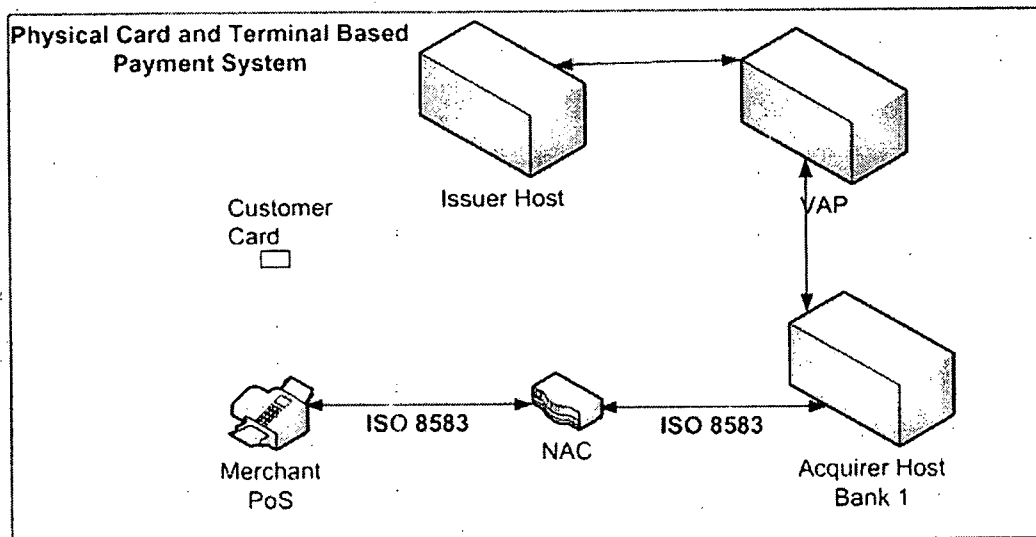 Physical Card and Terminal Based
Payment System
Issuer Host
VAP
Customer
Card
ISO 8583
ISO 8583
NAC
Merchant
PoS
Acquirer Host
Bank 1